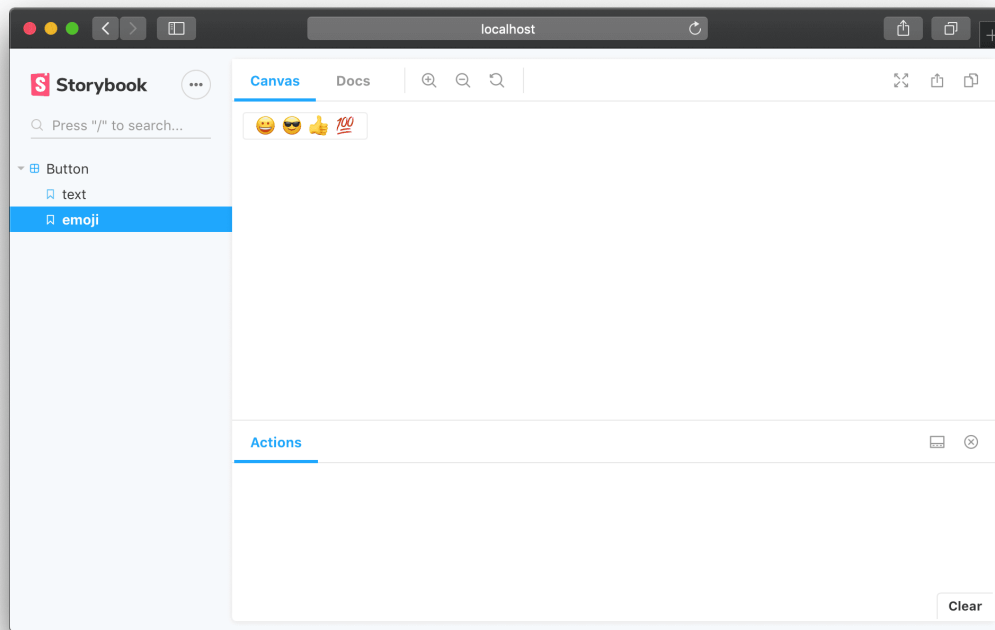 localhost
Storybook
Press "/" to search...
Button
text
emoji
Canvas Docs
😀 😎 👍 💯
Actions
Clear